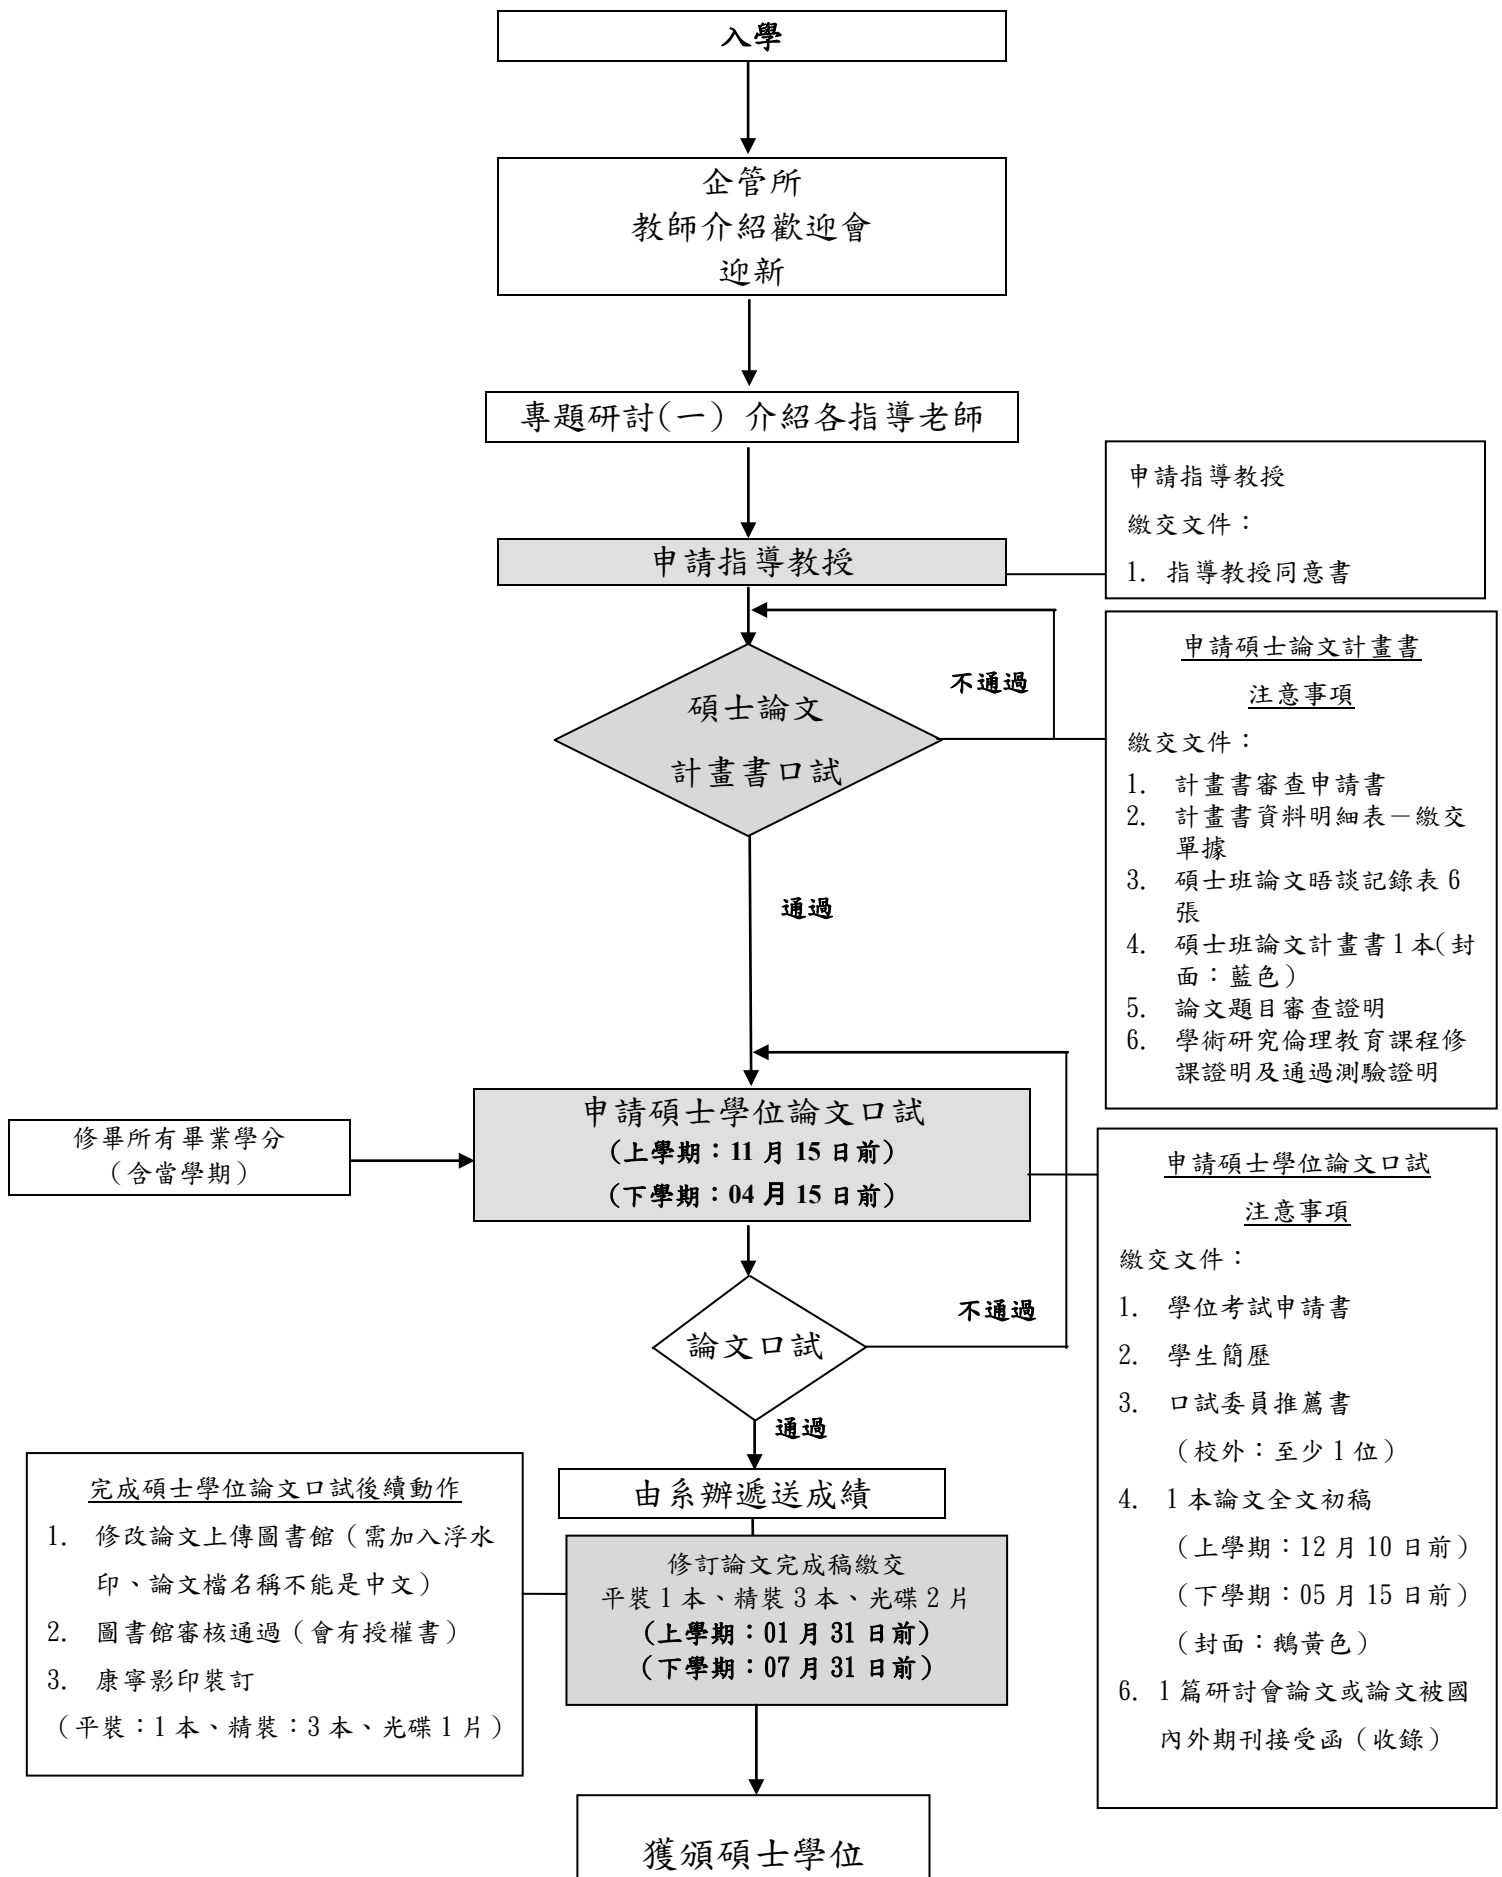 入學
企管所
教師介紹歡迎會
迎新
專題研討(一) 介紹各指導老師
申請指導教授
申請指導教授
繳交文件：
1. 指導教授同意書
碩士論文
計畫書口試
不通過
通過
申請碩士論文計畫書
注意事項
繳交文件：
1. 計畫書審查申請書
2. 計畫書資料明細表－繳交
單據
3. 碩士班論文晤談記錄表 6
張
4. 碩士班論文計畫書 1 本(封
面：藍色)
5. 論文題目審查證明
6. 學術研究倫理教育課程修
課證明及通過測驗證明
修畢所有畢業學分
（含當學期）
申請碩士學位論文口試
（上學期：11 月 15 日前）
（下學期：04 月 15 日前）
論文口試
不通過
通過
申請碩士學位論文口試
注意事項
繳交文件：
1. 學位考試申請書
2. 學生簡歷
3. 口試委員推薦書
（校外：至少 1 位）
4. 1 本論文全文初稿
（上學期：12 月 10 日前）
（下學期：05 月 15 日前）
（封面：鵝黃色）
6. 1 篇研討會論文或論文被國
內外期刊接受函（收錄）
由系辦遞送成績
修訂論文完成稿繳交
平裝 1 本、精裝 3 本、光碟 2 片
（上學期：01 月 31 日前）
（下學期：07 月 31 日前）
完成碩士學位論文口試後續動作
1. 修改論文上傳圖書館（需加入浮水
印、論文檔名稱不能是中文）
2. 圖書館審核通過（會有授權書）
3. 康寧影印裝訂
（平裝：1 本、精裝：3 本、光碟 1 片）
獲頒碩士學位